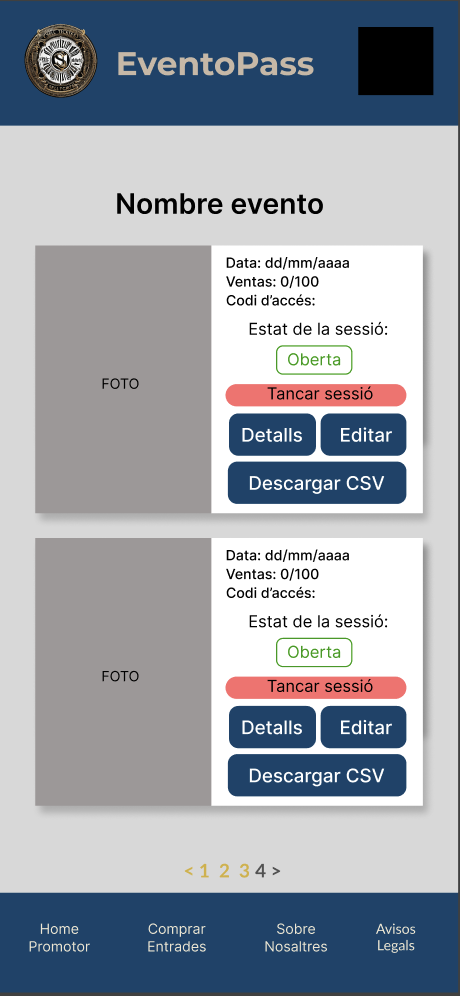 EventoPass
Nombre evento
FOTO
Data: dd/mm/aaaa
Ventas: 0/100
Codi d’accés:
Estat de la sessió:
Oberta
Tancar sessió
Detalls
Editar
Descargar CSV
FOTO
Data: dd/mm/aaaa
Ventas: 0/100
Codi d’accés:
Estat de la sessió:
Oberta
Tancar sessió
Detalls
Editar
Descargar CSV
< 1 2 3 4 >
Home
Promotor
Comprar
Entrades
Sobre
Nosaltres
Avisos
Legals